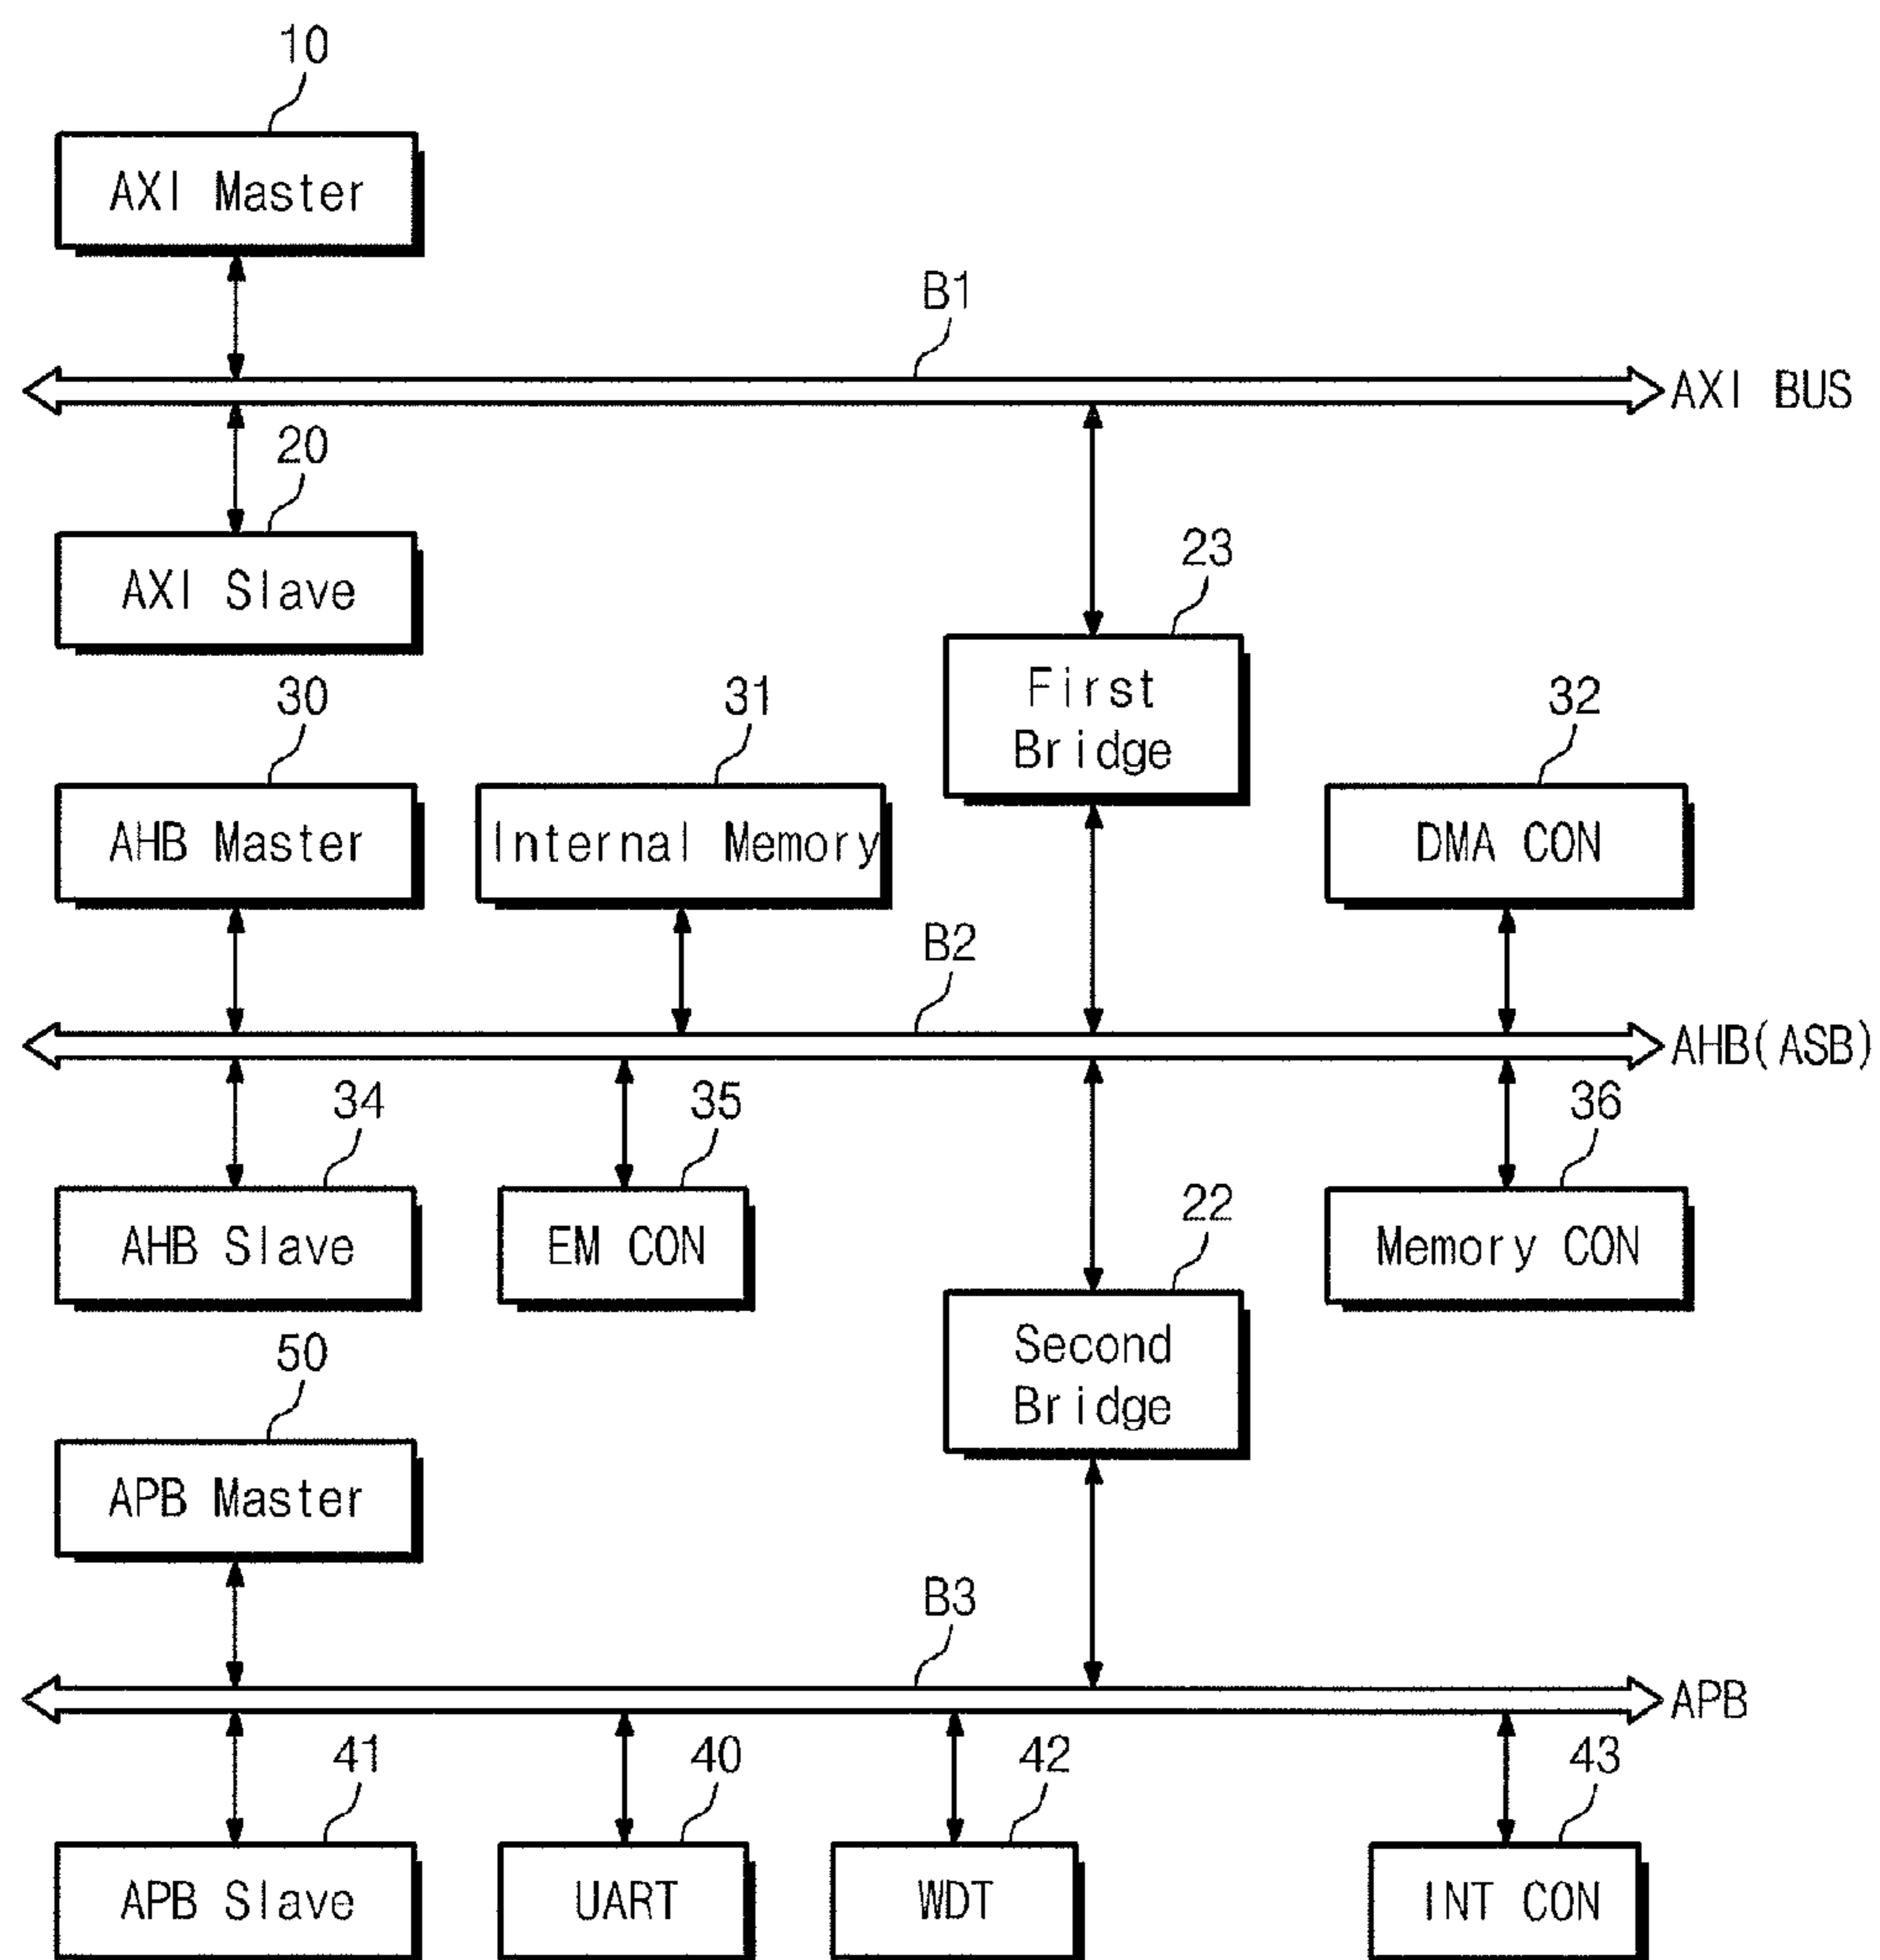 10
AXI Master
B1
AXI BUS
20
AXI Slave
23
First
Bridge
30
AHB Master
31
Internal Memory
32
DMA CON
B2
AHB(ASB)
34
AHB Slave
35
EM CON
36
Memory CON
22
Second
Bridge
50
APB Master
B3
APB
41
APB Slave
40
UART
42
WDT
43
INT CON